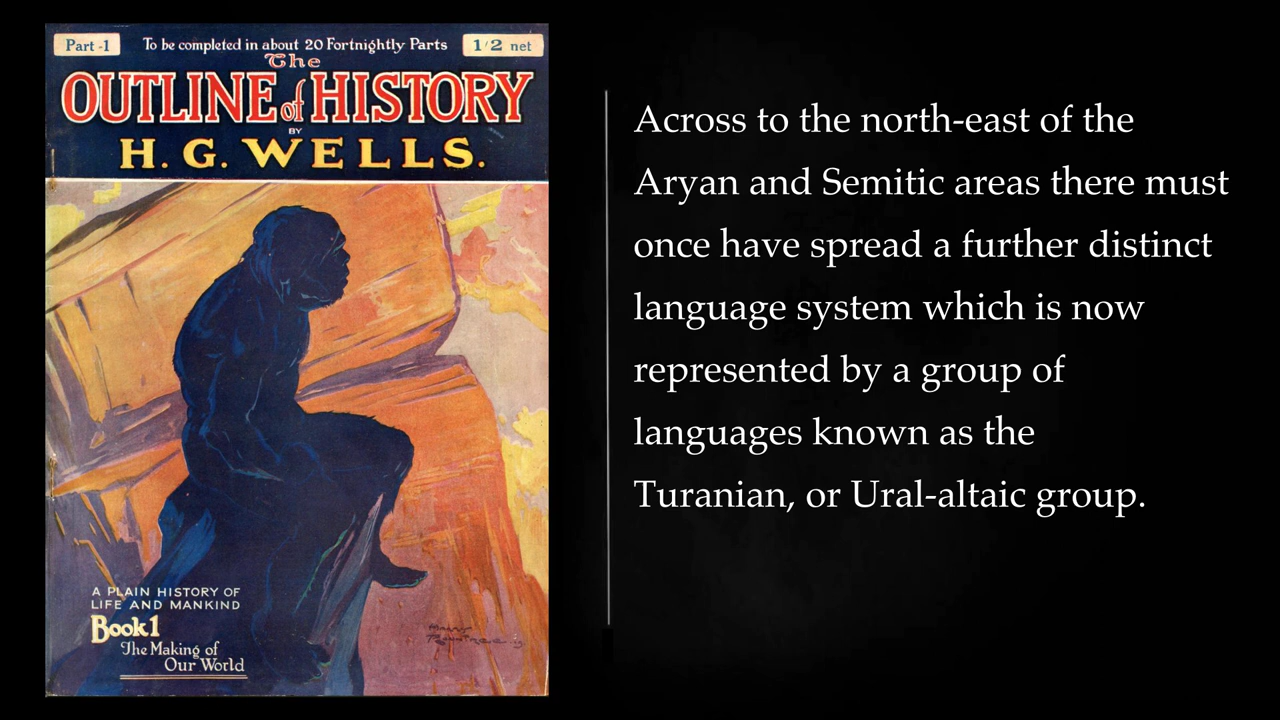 Part -1
To be completed in about 20 Fortnightly Parts
1/2 net
The
OUTLINE of HISTORY
BY
H. G. WELLS.
A PLAIN HISTORY OF
LIFE AND MANKIND
Book 1
The Making of
Our World
Across to the north-east of the
Aryan and Semitic areas there must
once have spread a further distinct
language system which is now
represented by a group of
languages known as the
Turanian, or Ural-altaic group.